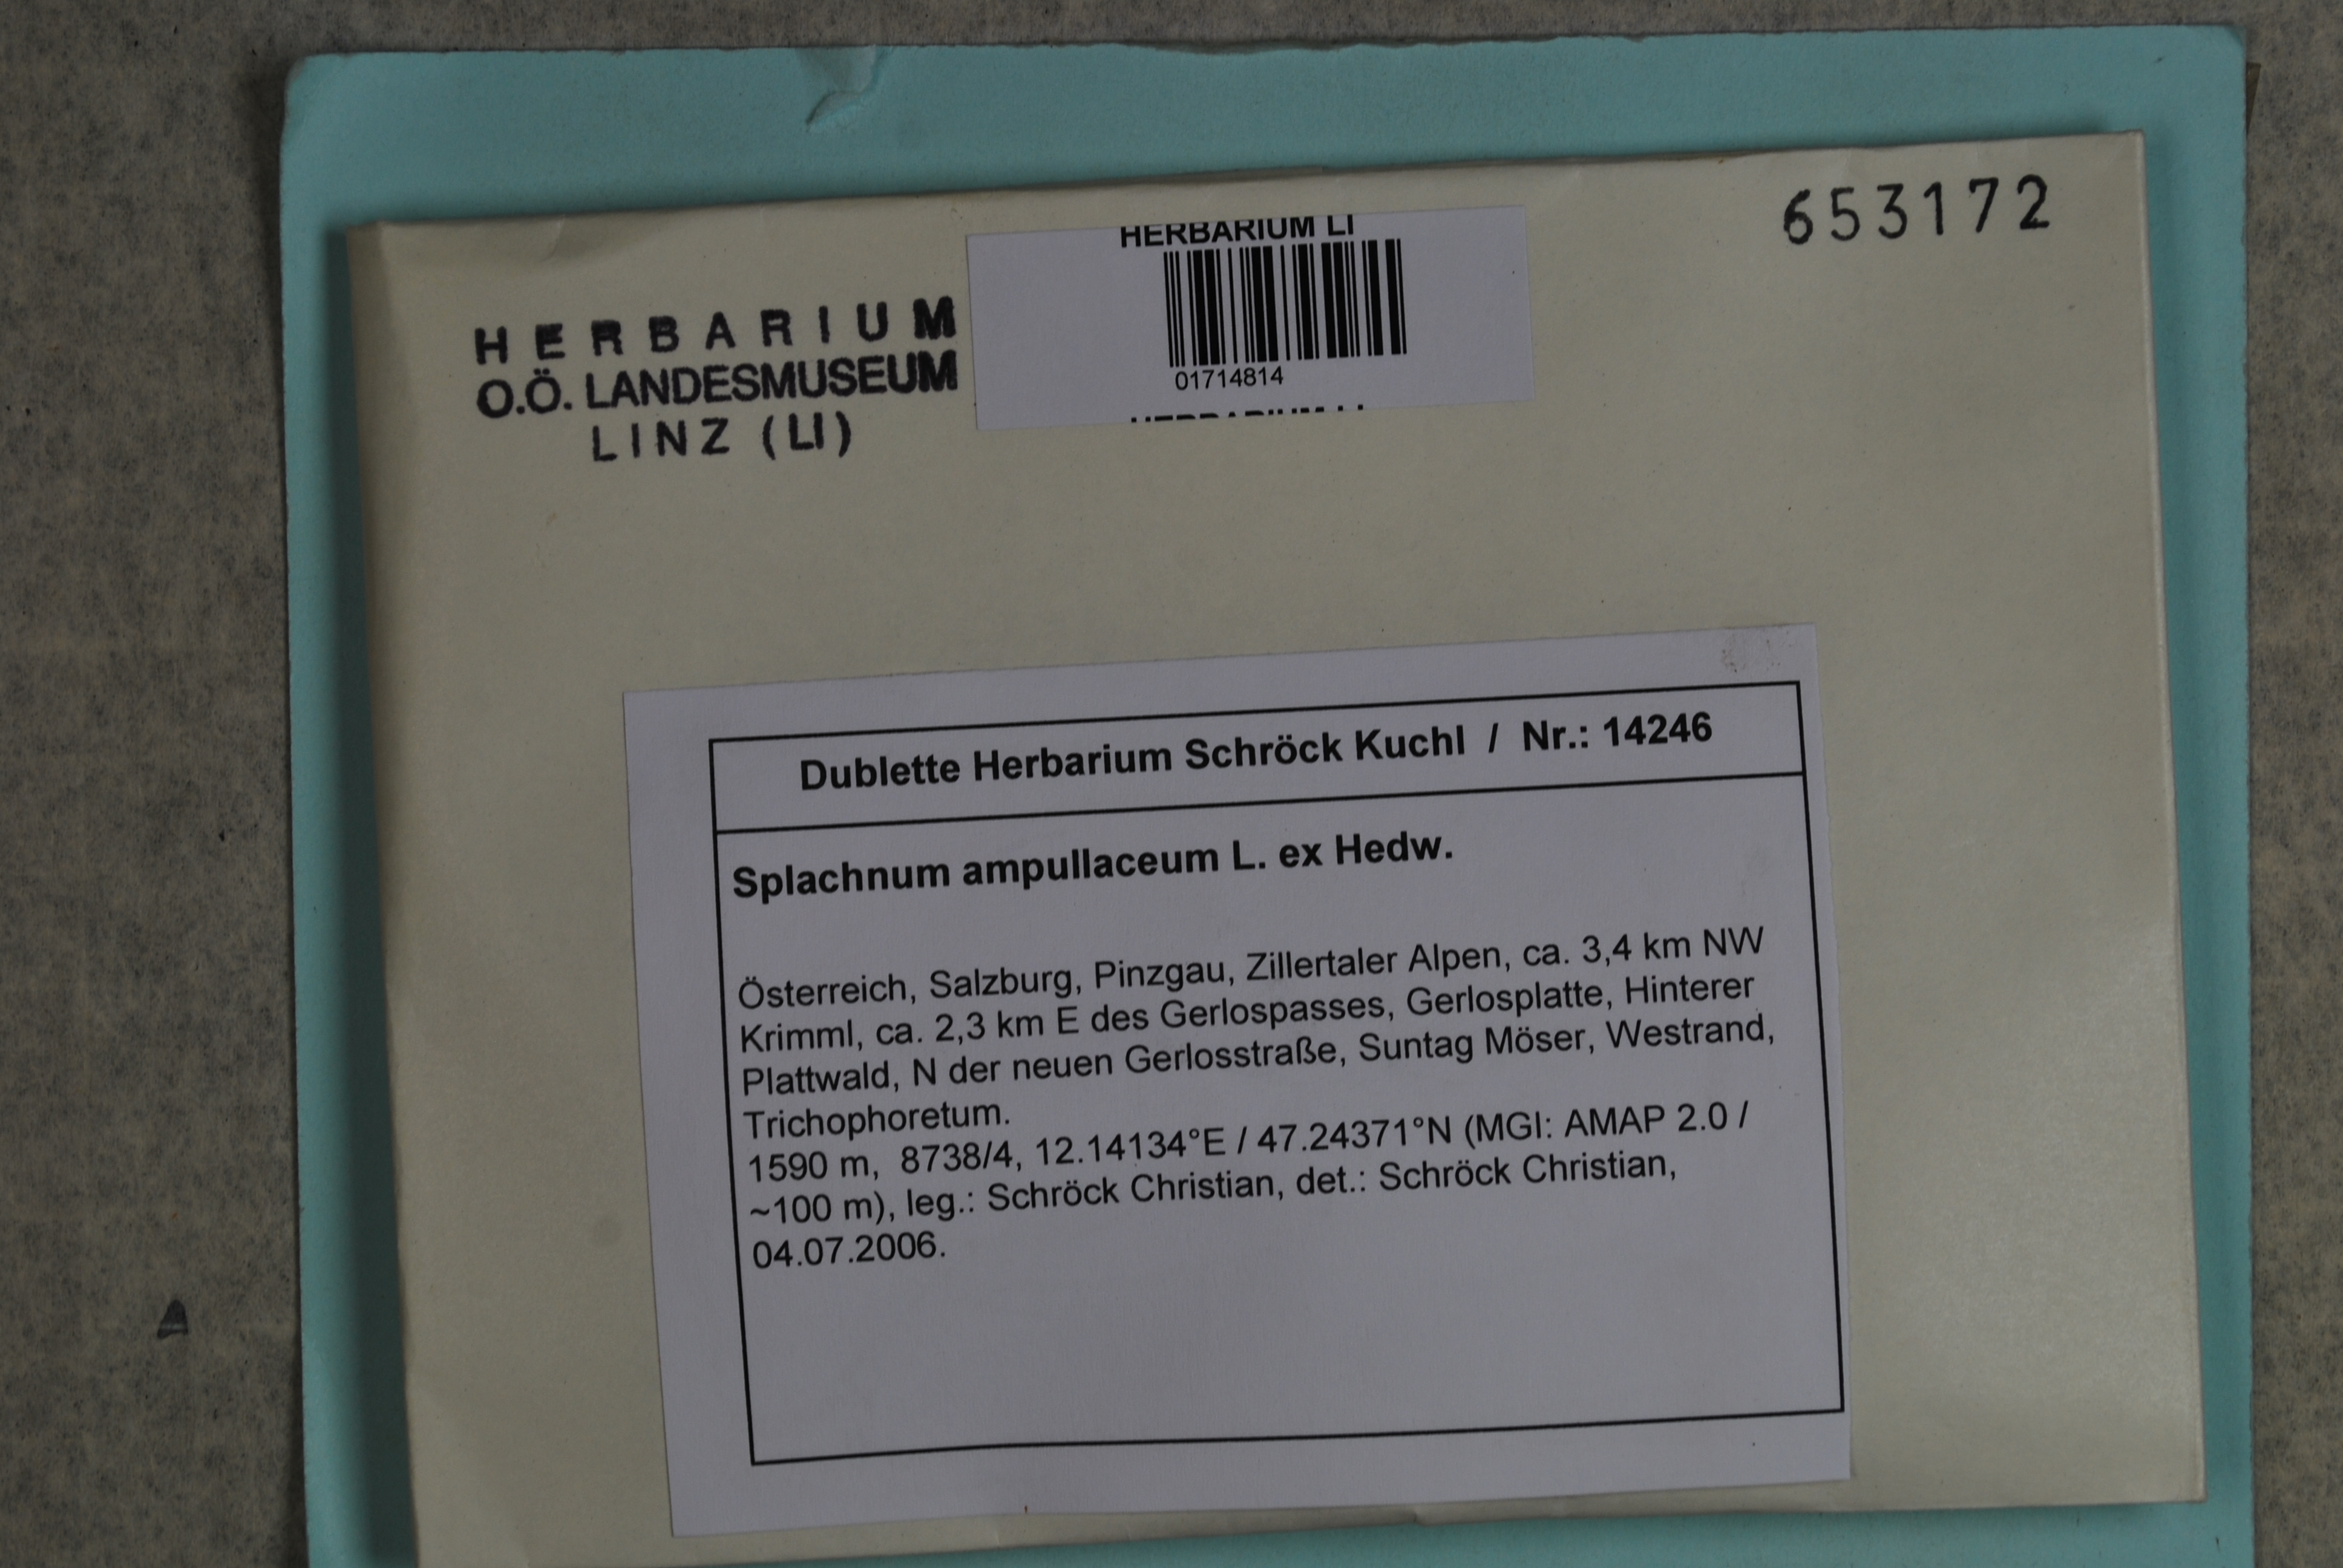 653172
HERBARIUM LI
HERBARIUM
O.Ö. LANDESMUSEUM
LINZ (LI)
01714814
HERBARIUM LI
Dublette Herbarium Schröck Kuchl / Nr.: 14246
Splachnum ampullaceum L. ex Hedw.
Österreich, Salzburg, Pinzgau, Zillertaler Alpen, ca. 3,4 km NW
Krimml, ca. 2,3 km E des Gerlospasses, Gerlosplatte, Hinterer
Plattwald, N der neuen Gerlosstraße, Suntag Möser, Westrand,
Trichophoretum.
1590 m, 8738/4, 12.14134°E / 47.24371°N (MGI: AMAP 2.0 /
~100 m), leg.: Schröck Christian, det.: Schröck Christian,
04.07.2006.